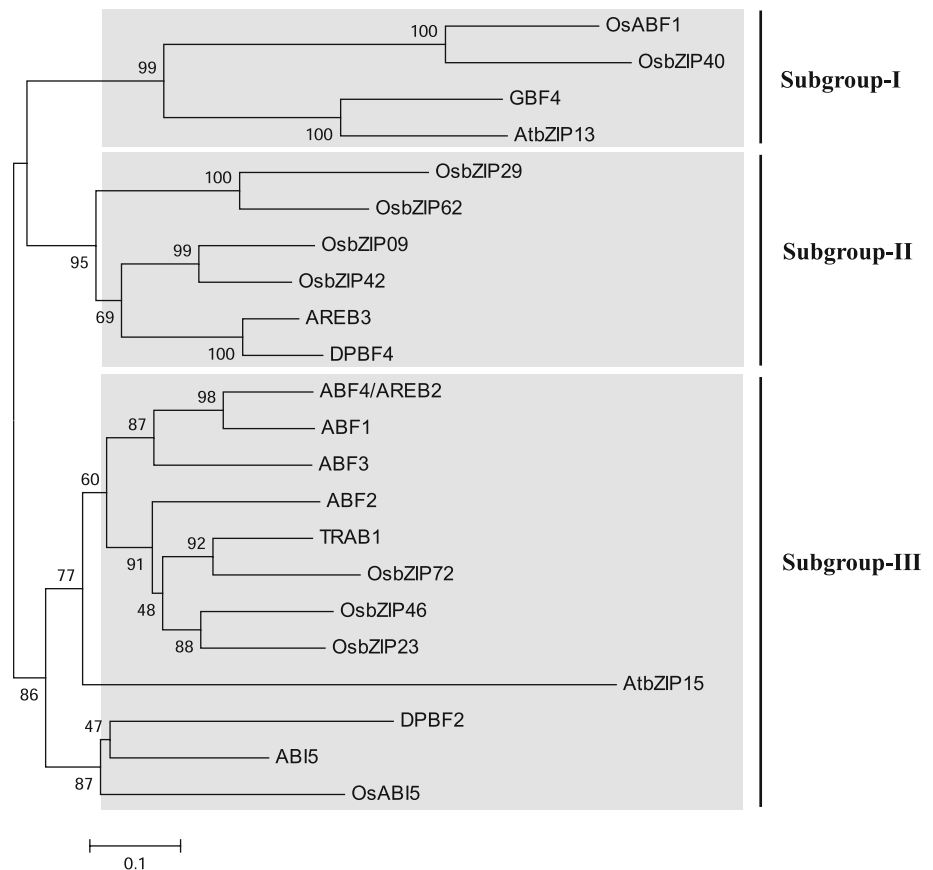 OsABF1
100
OsbZIP40
99
Subgroup-I
GBF4
100
AtbZIP13
OsbZIP29
100
OsbZIP62
OsbZIP09
99
Subgroup-II
95
OsbZIP42
69
AREB3
100
DPBF4
ABF4/AREB2
98
87
ABF1
ABF3
60
ABF2
TRAB1
92
91
Subgroup-III
77
OsbZIP72
48
OsbZIP46
88
OsbZIP23
AtbZIP15
86
47
DPBF2
ABI5
87
OsABI5
0.1